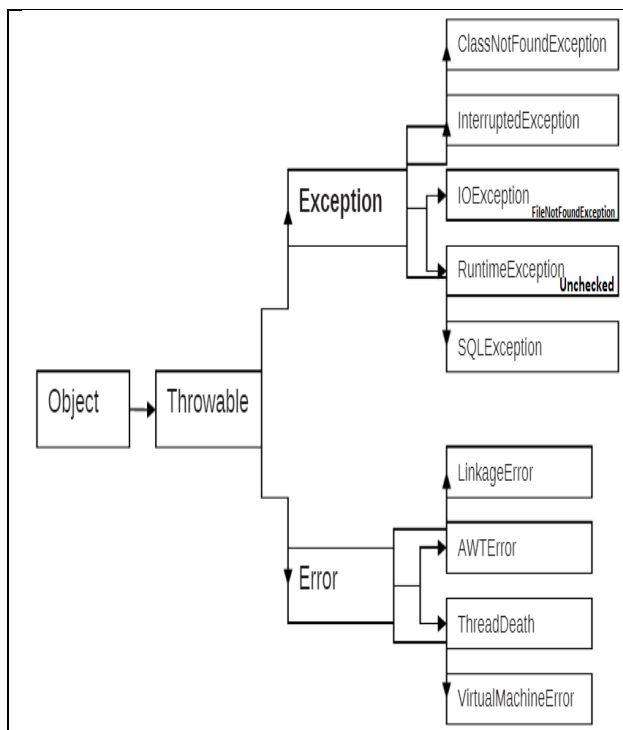 ClassNotFoundException
InterruptedException
Exception
IOException
FileNotFoundException
RuntimeException
Unchecked
SQLException
Object
Throwable
LinkageError
AWTError
Error
ThreadDeath
VirtualMachineError